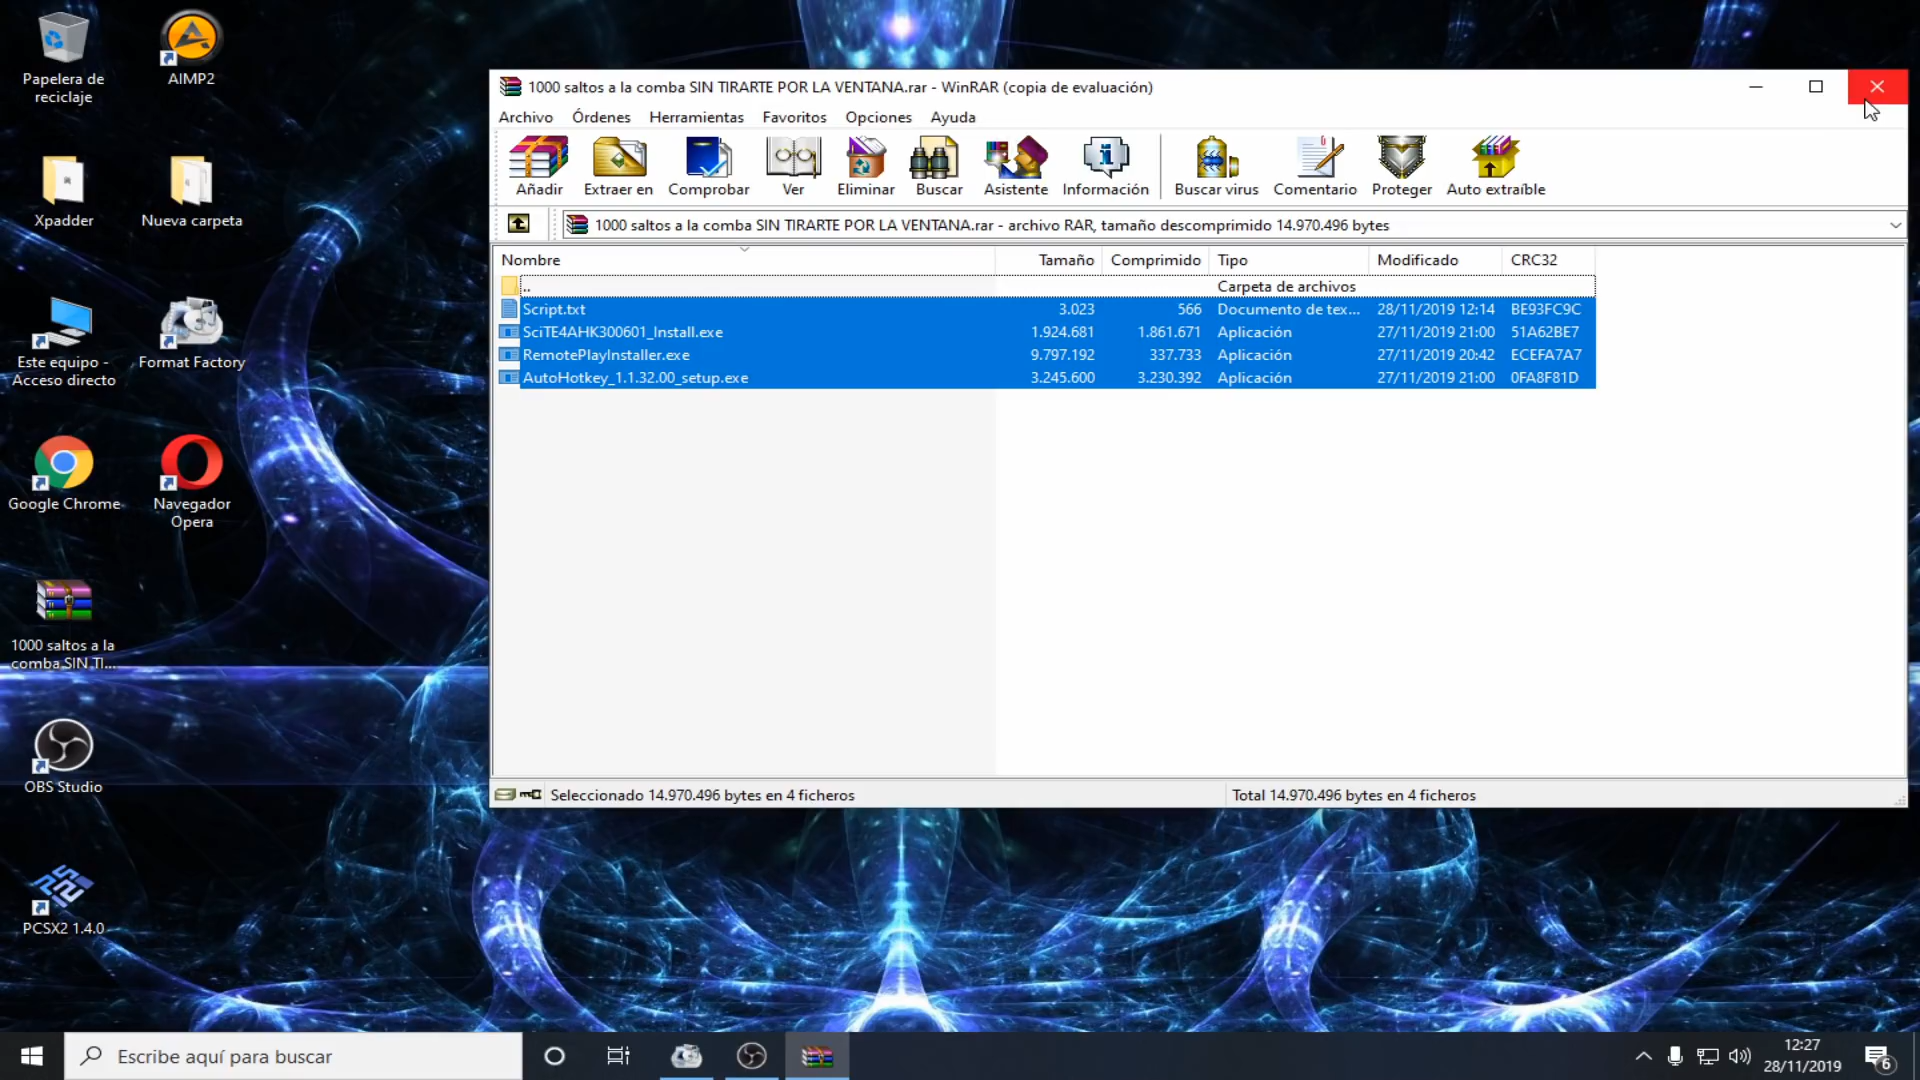 Papelera de
reciclaje
AIMP2
Xpadder
Nueva carpeta
Este equipo -
Acceso directo
Format Factory
Google Chrome
Navegador
Opera
1000 saltos a la
comba SIN TI...
OBS Studio
PCSX2 1.4.0
1000 saltos a la comba SIN TIRARTE POR LA VENTANA.rar - WinRAR (copia de evaluación)
Archivo Órdenes Herramientas Favoritos Opciones Ayuda
Añadir Extraer en Comprobar Ver Eliminar Buscar Asistente Información Buscar virus Comentario Proteger Auto extraíble
1000 saltos a la comba SIN TIRARTE POR LA VENTANA.rar - archivo RAR, tamaño descomprimido 14.970.496 bytes
Nombre Tamaño Comprimido Tipo Modificado CRC32
.. Carpeta de archivos
Script.txt 3.023 566 Documento de tex... 28/11/2019 12:14 BE93FC9C
SciTE4AHK300601_Install.exe 1.924.681 1.861.671 Aplicación 27/11/2019 21:00 51A62BE7
RemotePlayInstaller.exe 9.797.192 337.733 Aplicación 27/11/2019 20:42 ECEFA7A7
AutoHotkey_1.1.32.00_setup.exe 3.245.600 3.230.392 Aplicación 27/11/2019 21:00 0FA8F81D
Seleccionado 14.970.496 bytes en 4 ficheros Total 14.970.496 bytes en 4 ficheros
Escribe aquí para buscar
12:27
28/11/2019
6